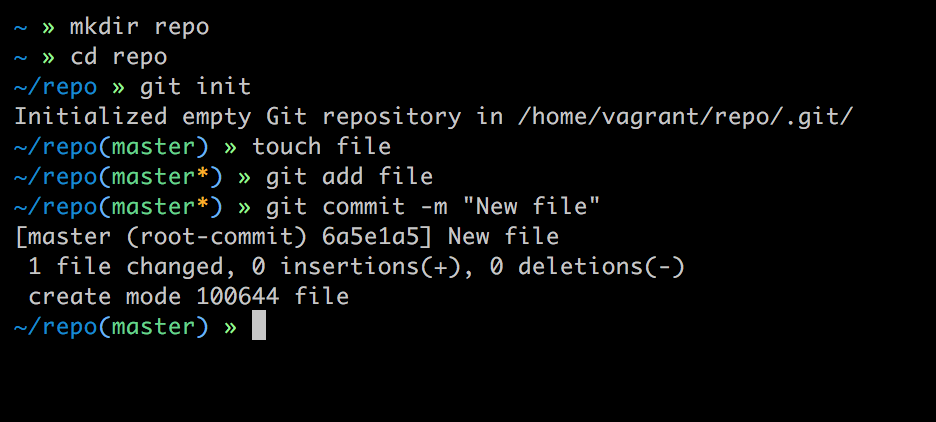 ~ » mkdir repo
~ » cd repo
~/repo » git init
Initialized empty Git repository in /home/vagrant/repo/.git/
~/repo(master) » touch file
~/repo(master*) » git add file
~/repo(master*) » git commit -m "New file"
[master (root-commit) 6a5e1a5] New file
 1 file changed, 0 insertions(+), 0 deletions(-)
 create mode 100644 file
~/repo(master) »